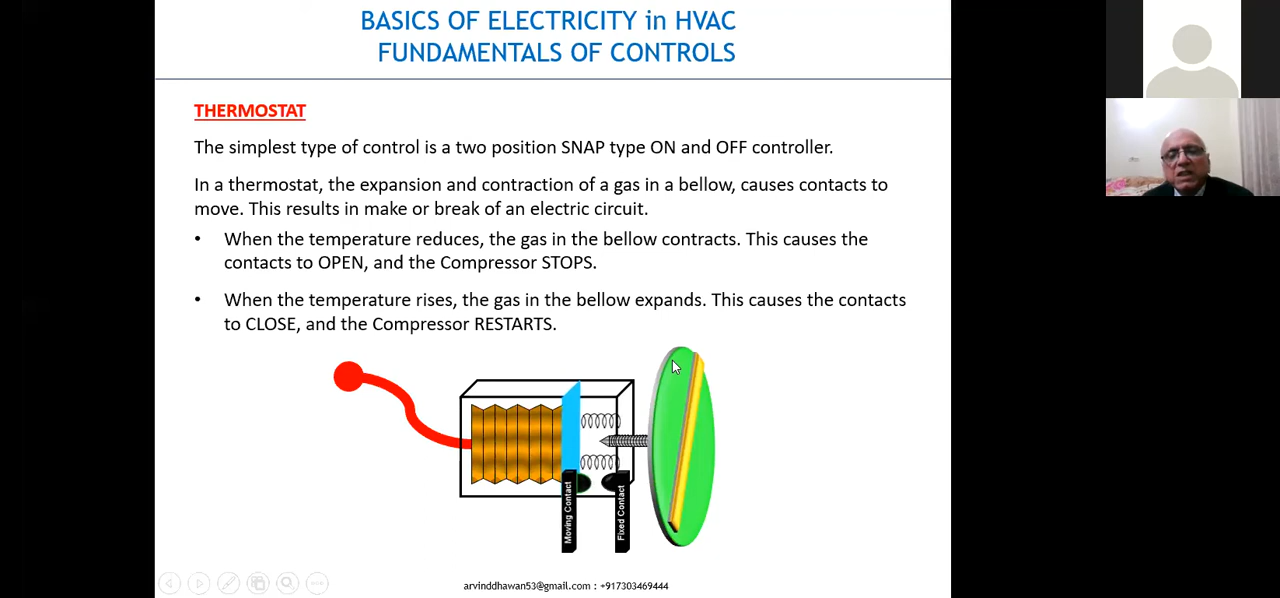 BASICS OF ELECTRICITY in HVAC
FUNDAMENTALS OF CONTROLS
THERMOSTAT
The simplest type of control is a two position SNAP type ON and OFF controller.
In a thermostat, the expansion and contraction of a gas in a bellow, causes contacts to
move. This results in make or break of an electric circuit.
• When the temperature reduces, the gas in the bellow contracts. This causes the
contacts to OPEN, and the Compressor STOPS.
• When the temperature rises, the gas in the bellow expands. This causes the contacts
to CLOSE, and the Compressor RESTARTS.
Moving Contact
Fixed Contact
arvinddhawan53@gmail.com : +917303469444